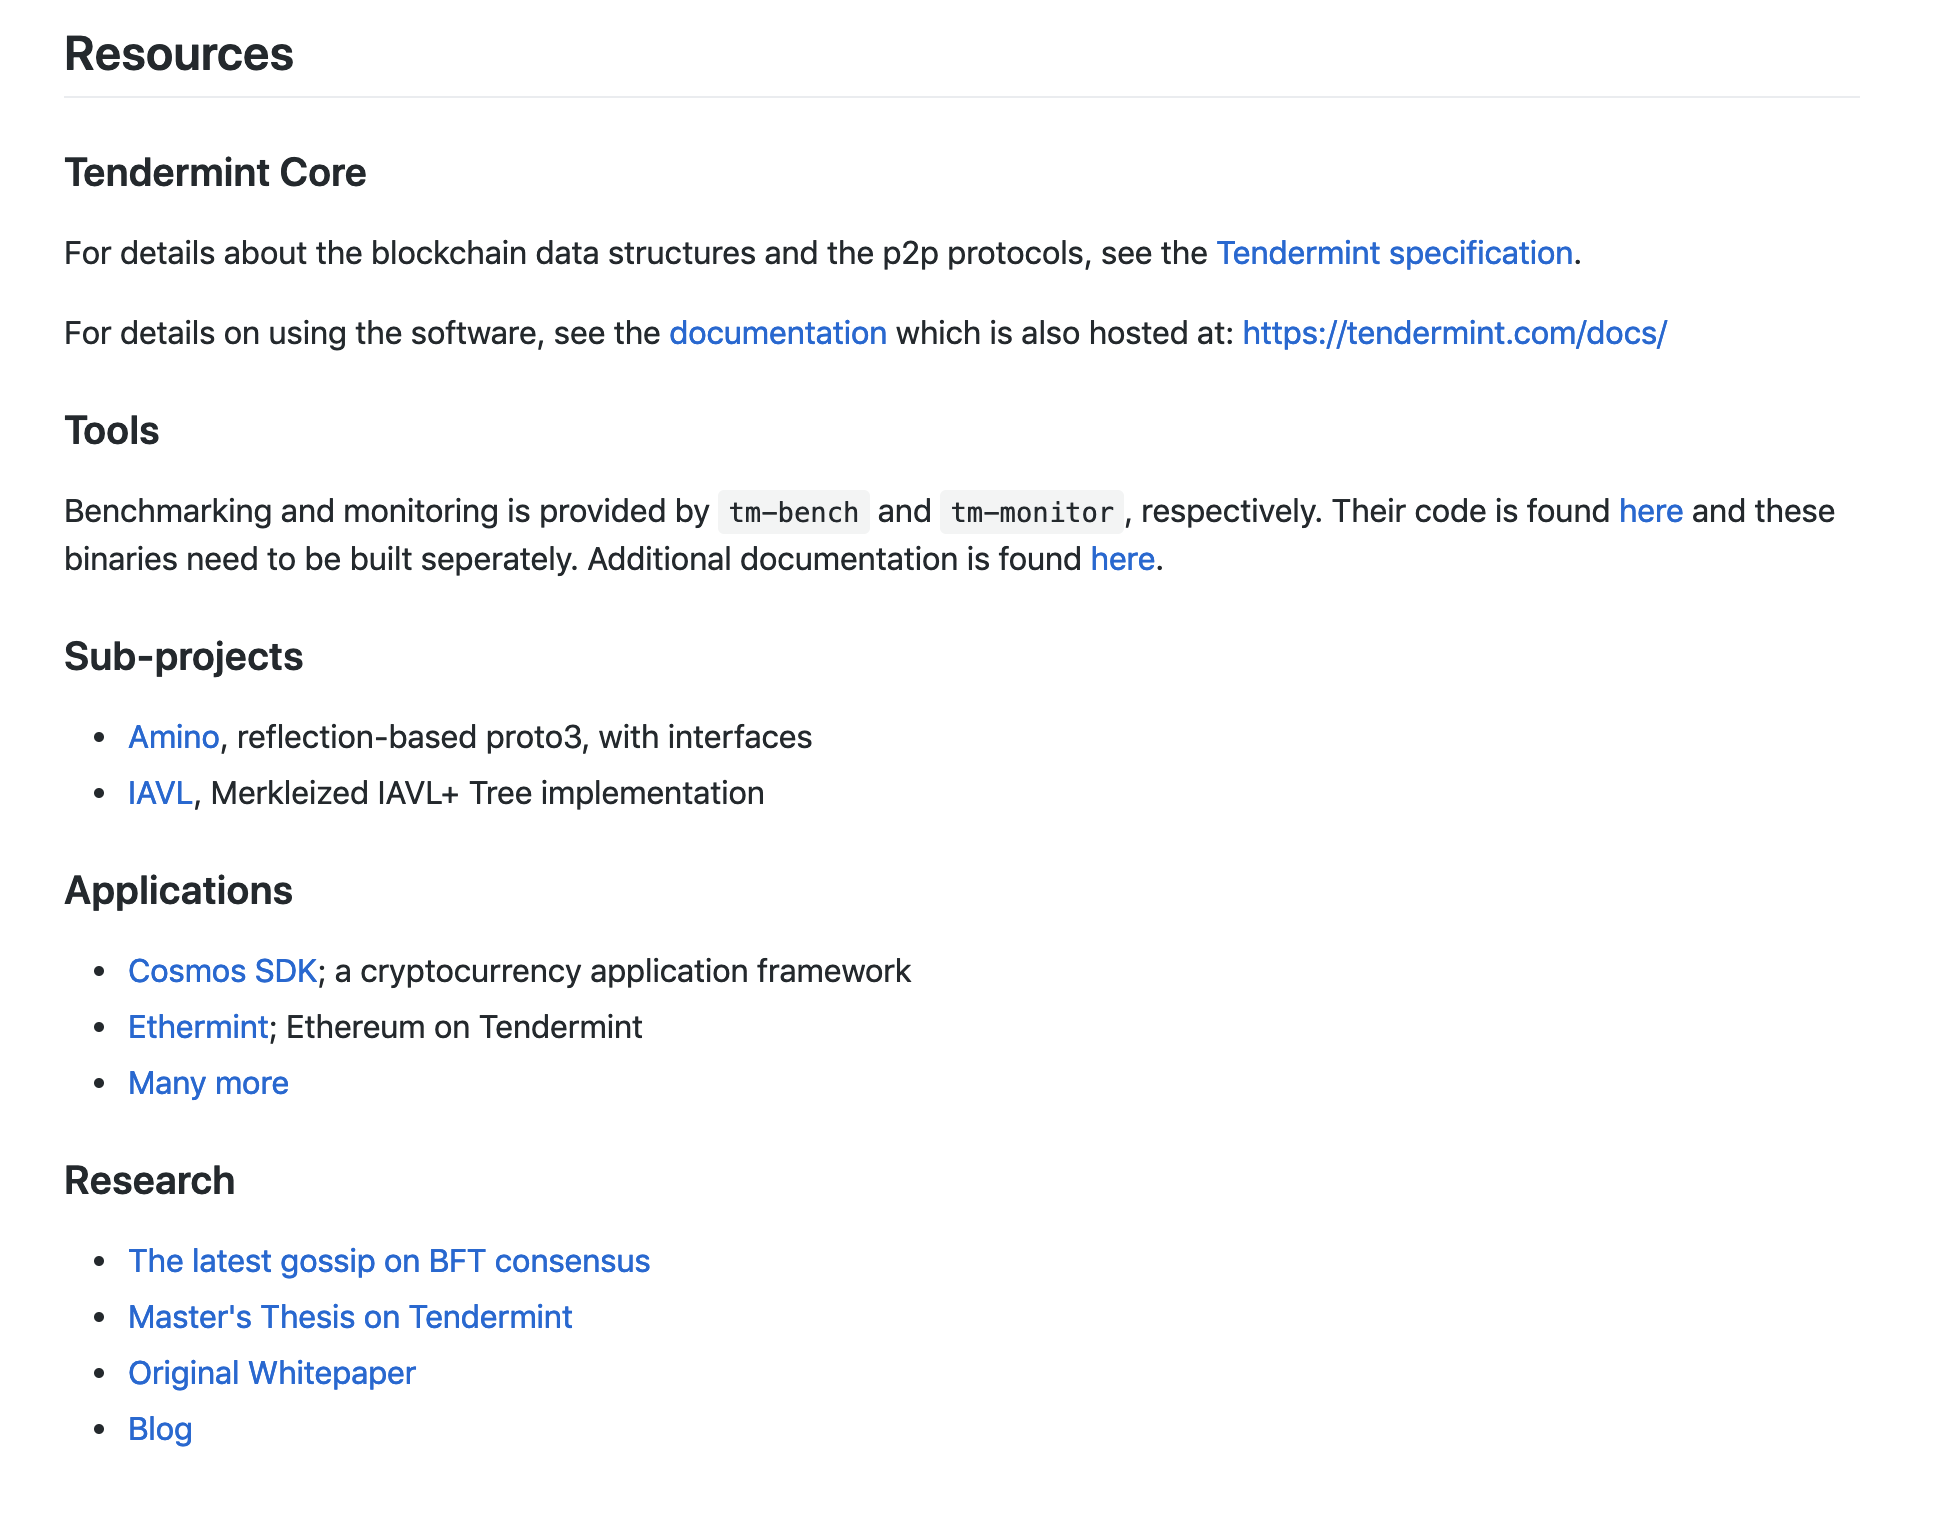 Resources
Tendermint Core
For details about the blockchain data structures and the p2p protocols, see the Tendermint specification.
For details on using the software, see the documentation which is also hosted at: https://tendermint.com/docs/
Tools
Benchmarking and monitoring is provided by tm-bench and tm-monitor, respectively. Their code is found here and these
binaries need to be built seperately. Additional documentation is found here.
Sub-projects
• Amino, reflection-based proto3, with interfaces
• IAVL, Merkleized IAVL+ Tree implementation
Applications
• Cosmos SDK; a cryptocurrency application framework
• Ethermint; Ethereum on Tendermint
• Many more
Research
• The latest gossip on BFT consensus
• Master's Thesis on Tendermint
• Original Whitepaper
• Blog